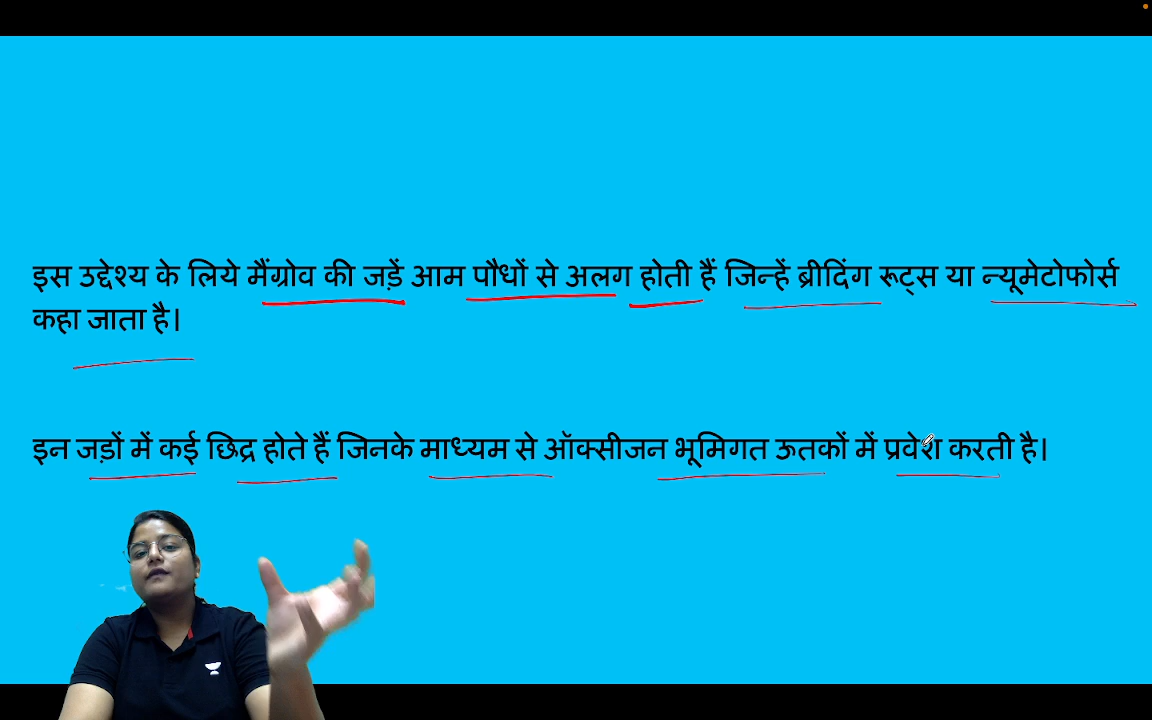 इस उद्देश्य के लिये मैंग्रोव की जड़ें आम पौधों से अलग होती हैं जिन्हें ब्रीदिंग रूट्स या न्यूमेटोफोर्स
कहा जाता है।
इन जड़ों में कई छिद्र होते हैं जिनके माध्यम से ऑक्सीजन भूमिगत ऊतकों में प्रवेश करती है।